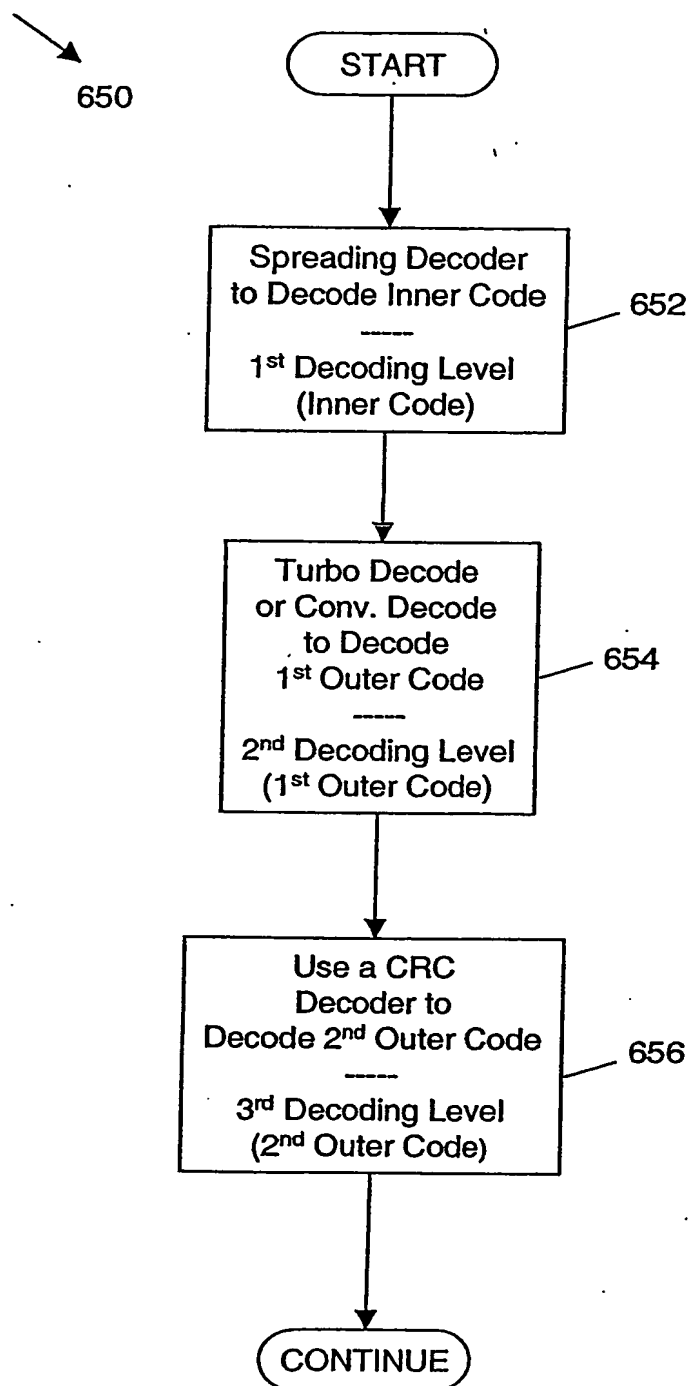 650
START
Spreading Decoder
to Decode Inner Code
-----
1st Decoding Level
(Inner Code)
652
Turbo Decode
or Conv. Decode
to Decode
1st Outer Code
-----
2nd Decoding Level
(1st Outer Code)
654
Use a CRC
Decoder to
Decode 2nd Outer Code
-----
3rd Decoding Level
(2nd Outer Code)
656
CONTINUE